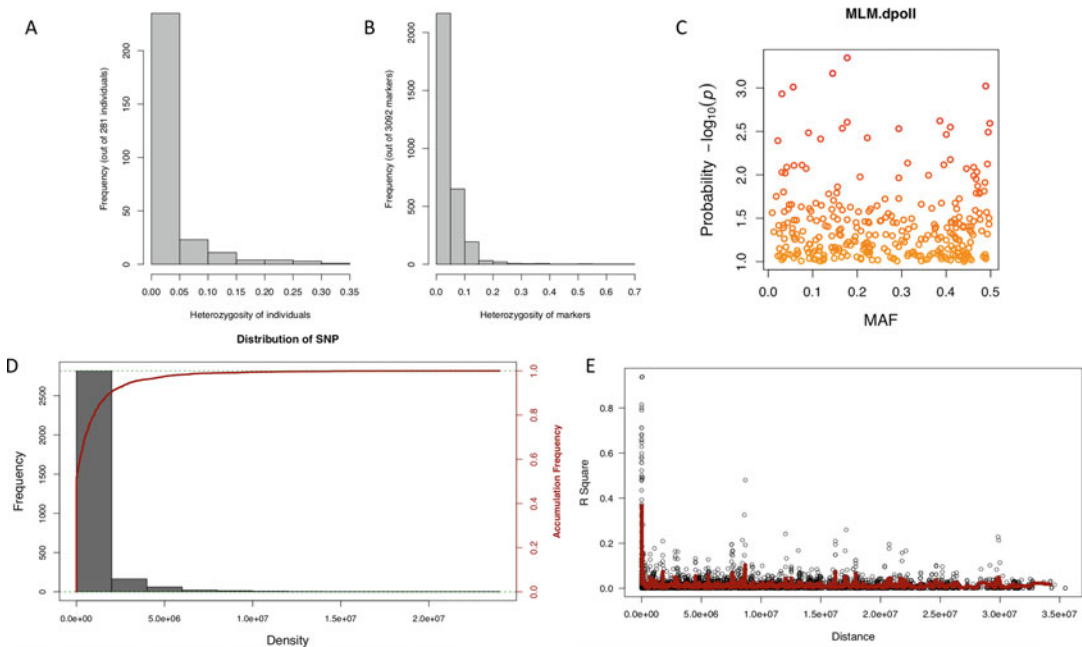 A
Frequency (out of 281 individuals)
0
50
100
150
200
0.00
0.05
0.10
0.15
0.20
0.25
0.30
0.35
Heterozygosity of individuals
B
Frequency (out of 3092 markers)
0
500
1000
1500
2000
0.0
0.1
0.2
0.3
0.4
0.5
0.6
0.7
Heterozygosity of markers
C
MLM.dpoll
Probability −log10(p)
1.0
1.5
2.0
2.5
3.0
0.0
0.1
0.2
0.3
0.4
0.5
MAF
D
Distribution of SNP
Frequency
0
500
1000
1500
2000
2500
0.0e+00
5.0e+06
1.0e+07
1.5e+07
2.0e+07
Density
0.0
0.2
0.4
0.6
0.8
1.0
Accumulation Frequency
E
R Square
0.0
0.2
0.4
0.6
0.8
0.0e+00
5.0e+06
1.0e+07
1.5e+07
2.0e+07
2.5e+07
3.0e+07
3.5e+07
Distance